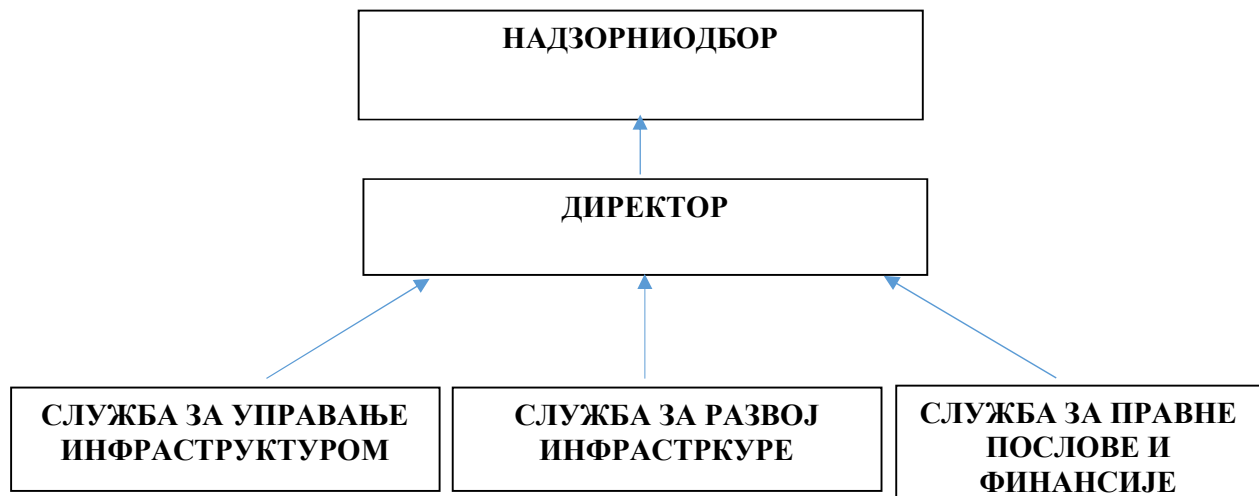 НАДЗОРНИОДБОР
ДИРЕКТОР
СЛУЖБА ЗА УПРАВАЊЕ
ИНФРАСТРУКТУРОМ
СЛУЖБА ЗА РАЗВОЈ
ИНФРАСТРКУРЕ
СЛУЖБА ЗА ПРАВНЕ
ПОСЛОВЕ И
ФИНАНСИЈЕ